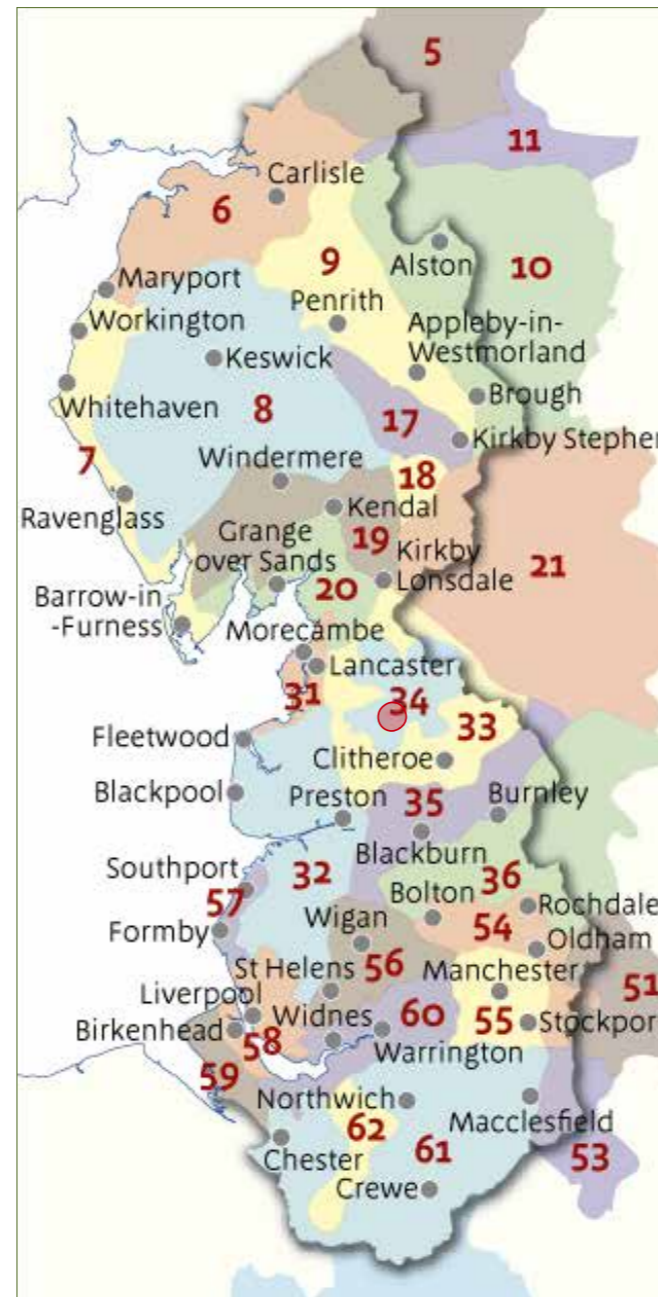 5
11
Carlisle
6
9
Alston
10
Maryport
Penrith
Workington
Appleby-in-
Westmorland
Keswick
Brough
Whitehaven
8
17
Kirkby Stephen
7
Windermere
18
Ravenglass
Kendal
Grange
over Sands
19
Kirkby
Lonsdale
21
20
Barrow-in
-Furness
Morecambe
Lancaster
31
34
33
Fleetwood
Clitheroe
Blackpool
Preston
35
Burnley
Blackburn
Southport
32
36
57
Bolton
Rochdale
Formby
Wigan
54
Oldham
St Helens
56
Manchester
51
Liverpool
Widnes
60
55
Stockpor
Birkenhead
58
Warrington
59
Northwich
Macclesfield
62
61
53
Chester
Crewe